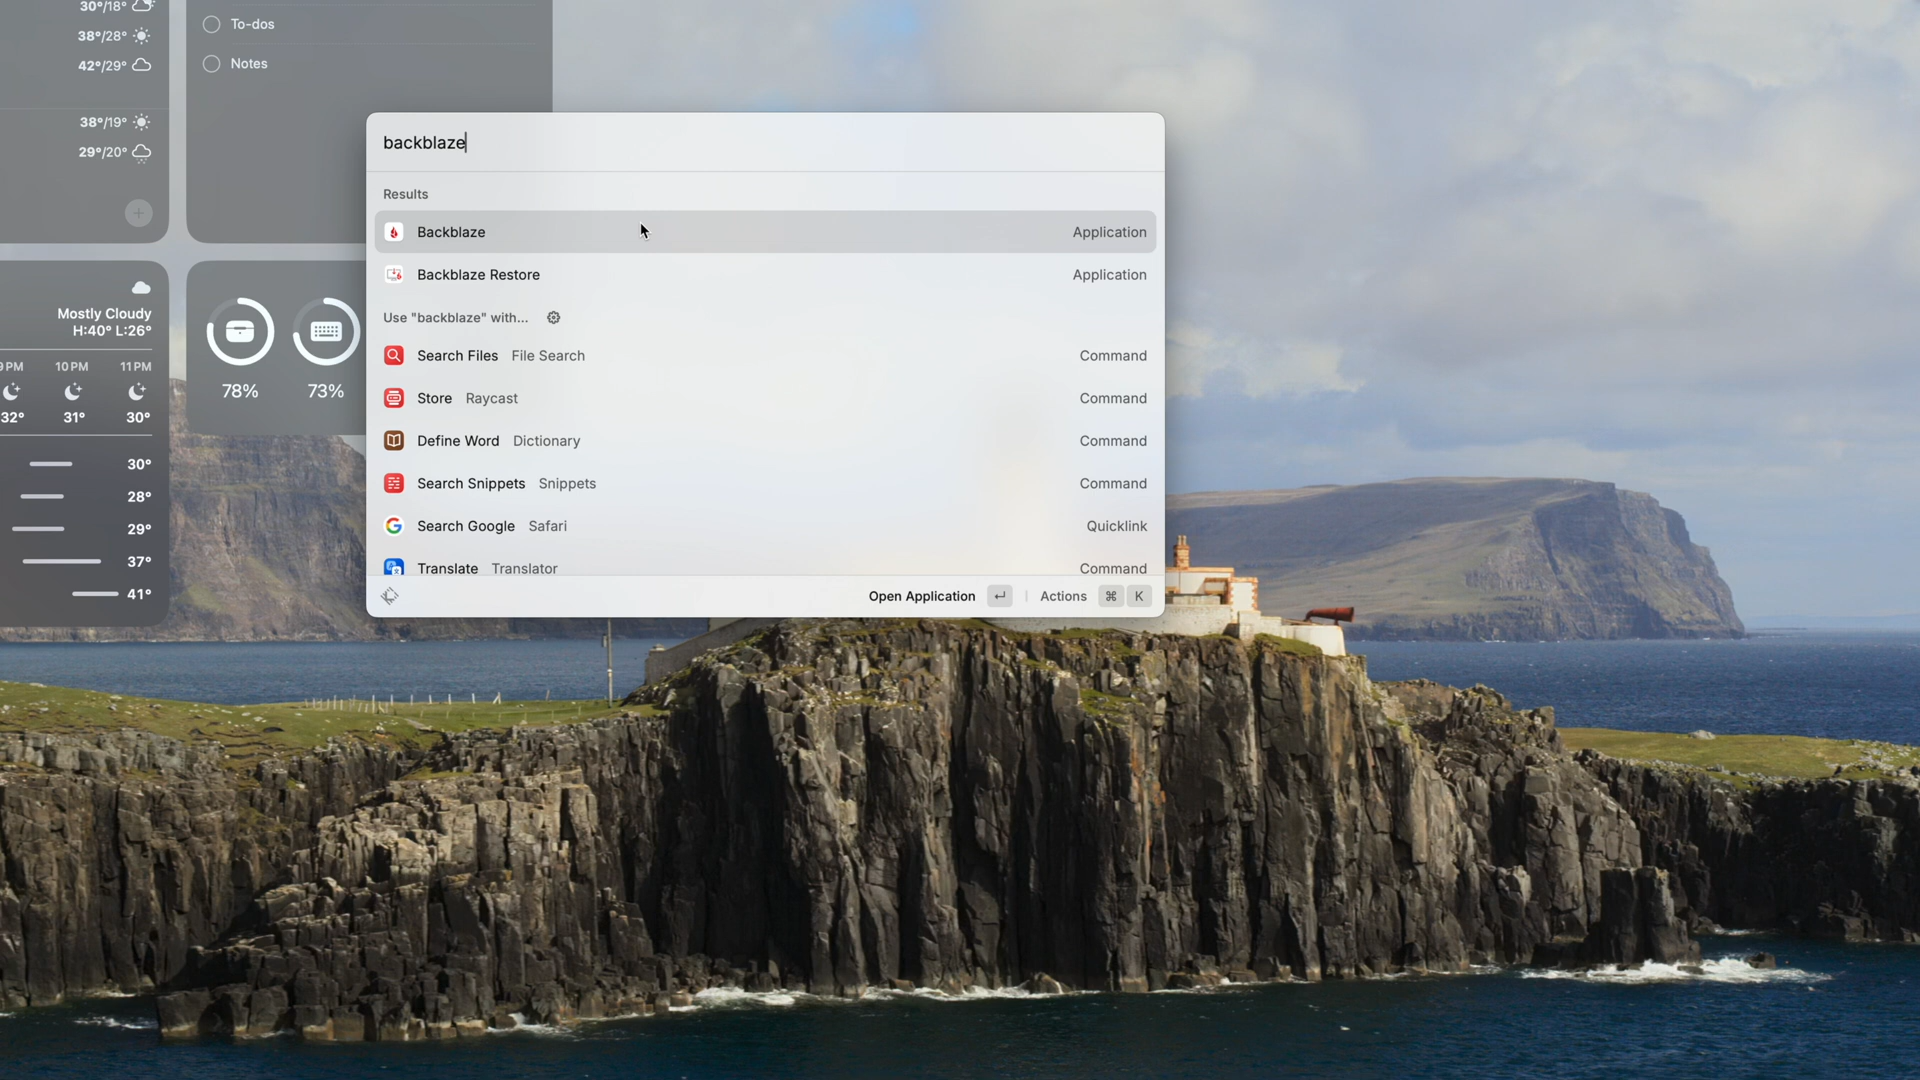 30°/18°
38°/28°
42°/29°
38°/19°
29°/20°
To-dos
Notes
Mostly Cloudy
H:40° L:26°
PM 10 PM 11 PM
32° 31° 30°
30°
28°
29°
37°
41°
78% 73%
backblaze
Results
Backblaze Application
Backblaze Restore Application
Use "backblaze" with...
Search Files File Search Command
Store Raycast Command
Define Word Dictionary Command
Search Snippets Snippets Command
Search Google Safari Quicklink
Translate Translator Command
Open Application ↵ | Actions ⌘ K